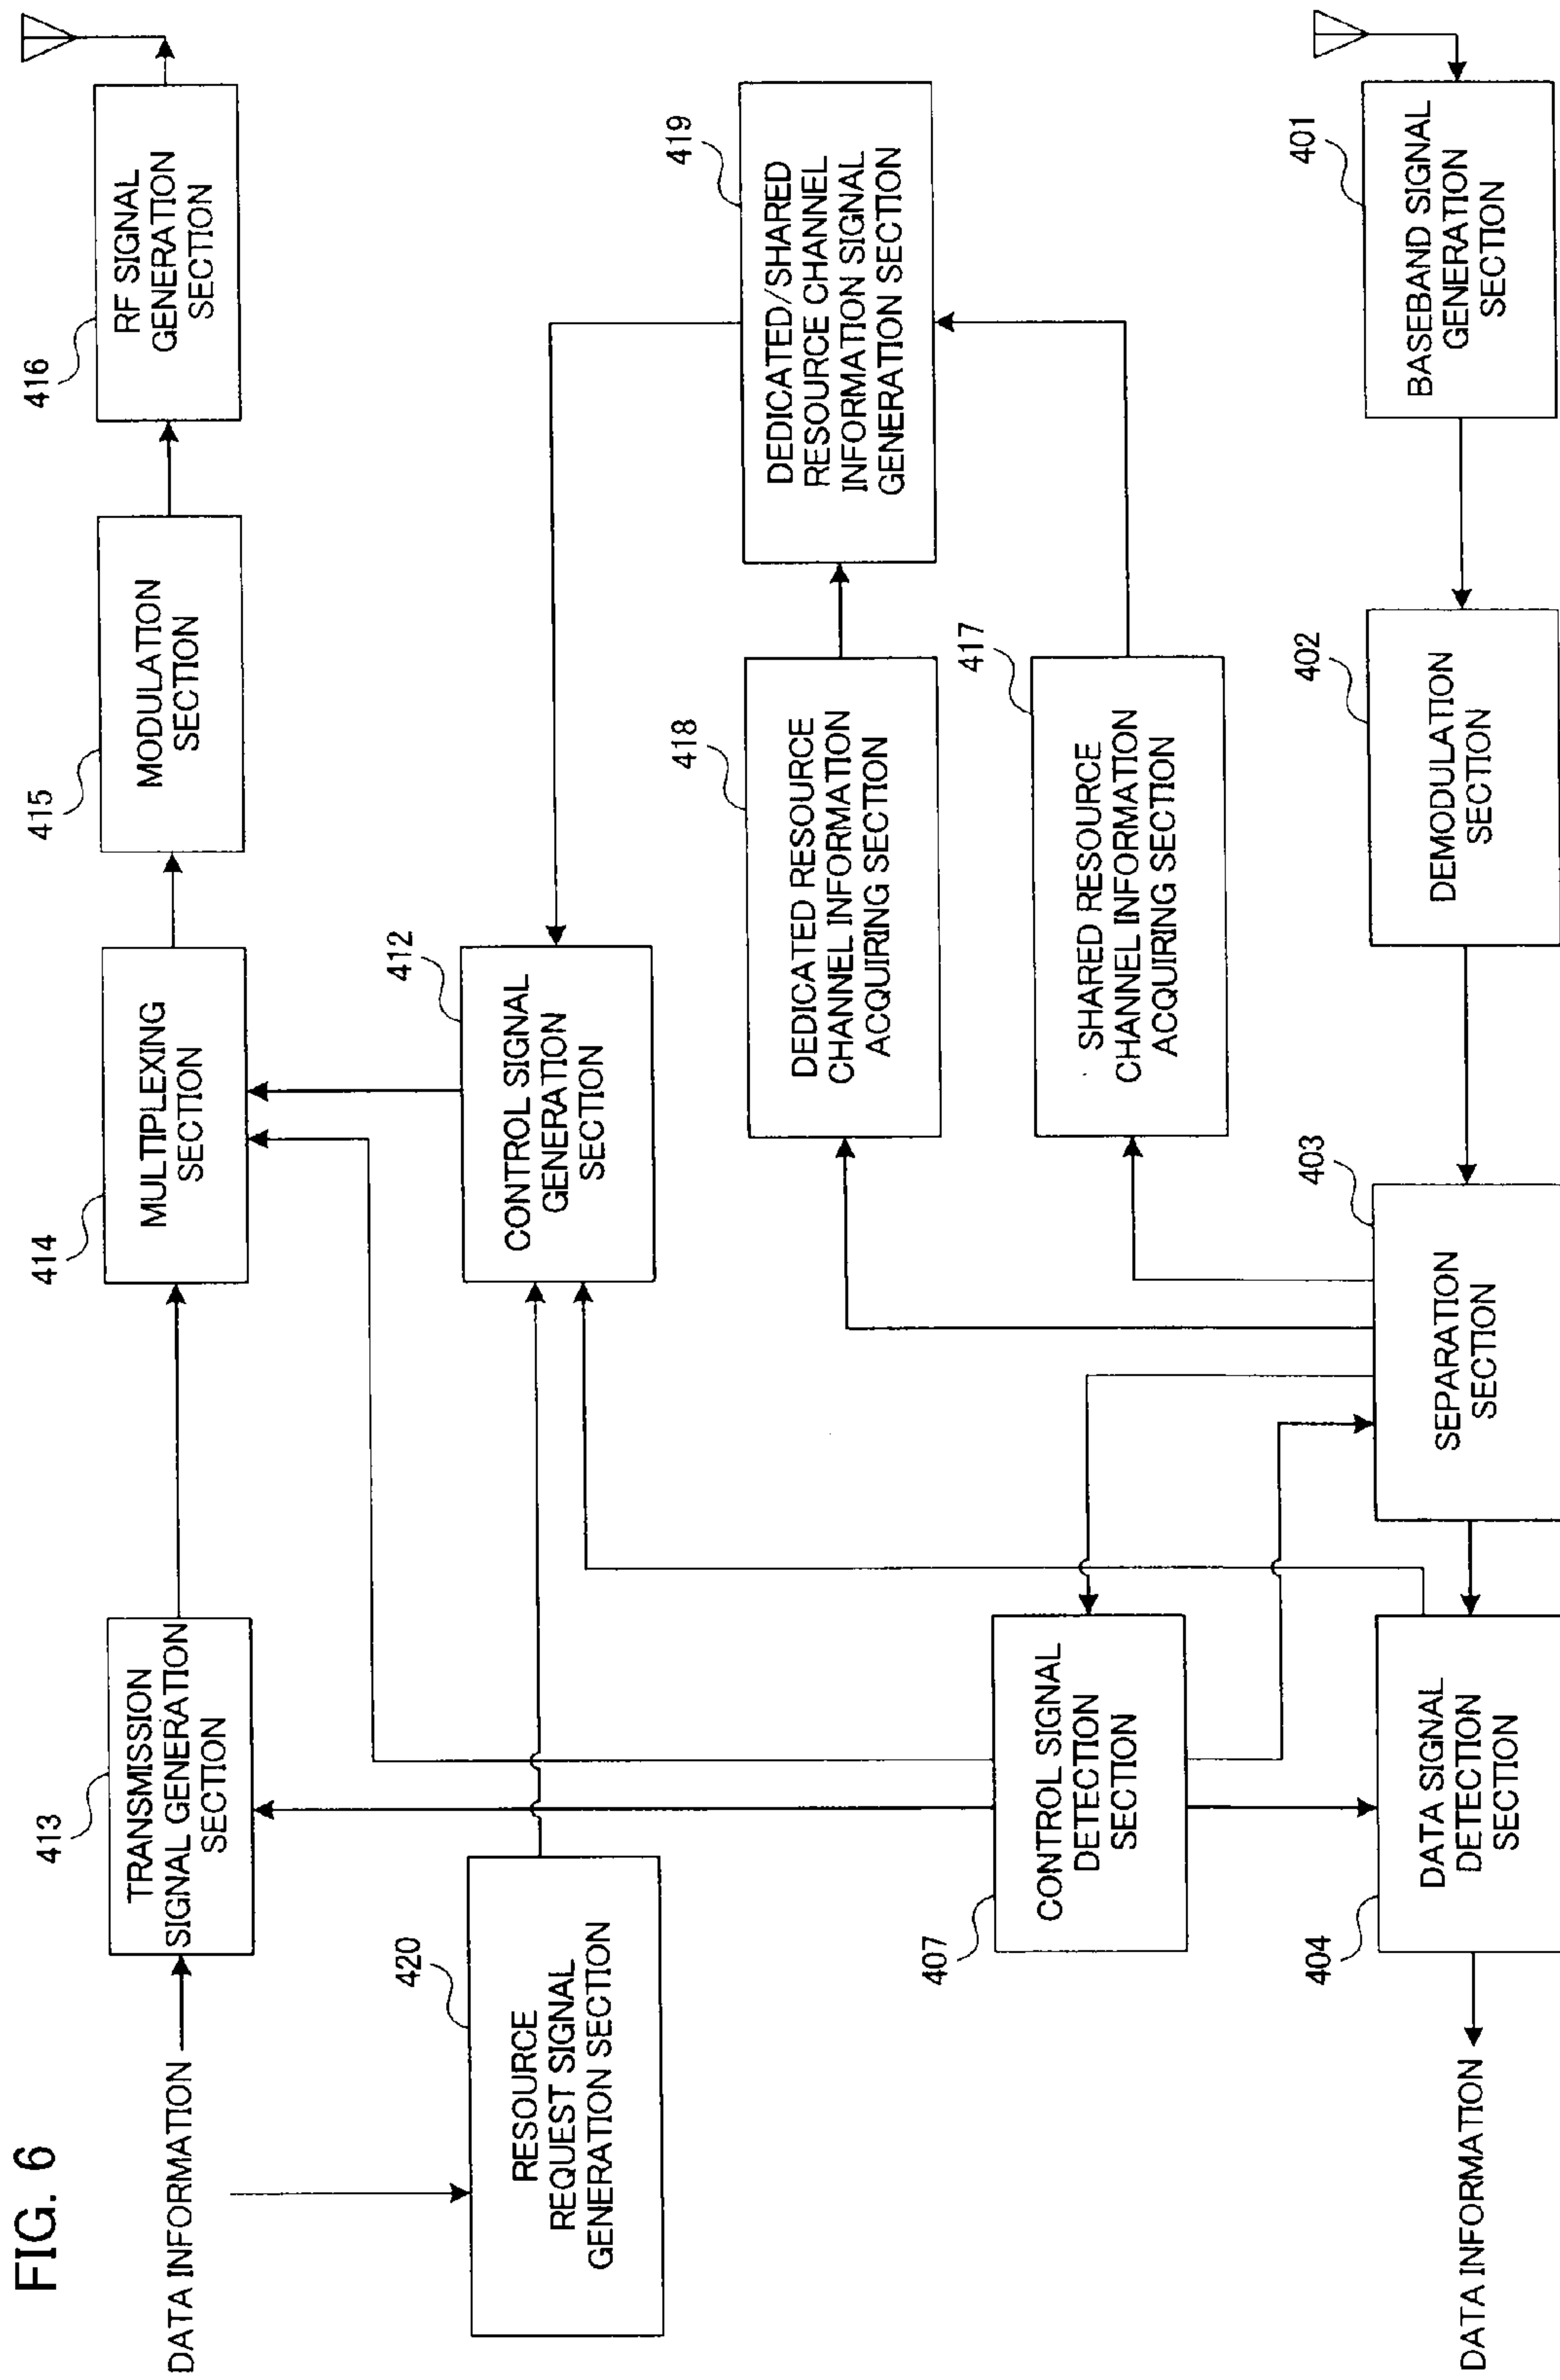 FIG. 6
DATA INFORMATION
413
TRANSMISSION
SIGNAL GENERATION
SECTION
414
MULTIPLEXING
SECTION
415
MODULATION
SECTION
416
RF SIGNAL
GENERATION
SECTION
420
RESOURCE
REQUEST SIGNAL
GENERATION SECTION
412
CONTROL SIGNAL
GENERATION
SECTION
418
DEDICATED RESOURCE
CHANNEL INFORMATION
ACQUIRING SECTION
419
DEDICATED/SHARED
RESOURCE CHANNEL
INFORMATION SIGNAL
GENERATION SECTION
407
CONTROL SIGNAL
DETECTION
SECTION
417
SHARED RESOURCE
CHANNEL INFORMATION
ACQUIRING SECTION
DATA INFORMATION
404
DATA SIGNAL
DETECTION
SECTION
403
SEPARATION
SECTION
402
DEMODULATION
SECTION
401
BASEBAND SIGNAL
GENERATION
SECTION